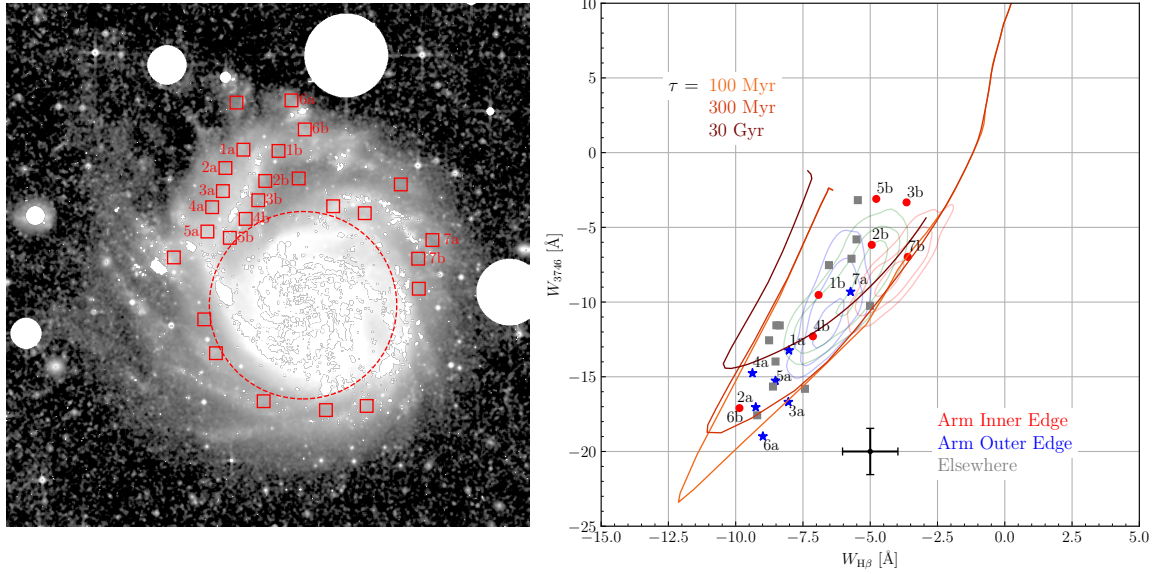 6a
6b
1a
1b
2a
2b
3a
3b
4a
4b
5a
5b
7a
7b
10
5
0
−5
−10
−15
−20
−25
W3746 [Å]
τ = 100 Myr
300 Myr
30 Gyr
5b
3b
2b
7b
7a
1b
4b
1a
4a
5a
2a
3a
6b
6a
Arm Inner Edge
Arm Outer Edge
Elsewhere
−15.0 −12.5 −10.0 −7.5 −5.0 −2.5 0.0 2.5 5.0
WHβ [Å]